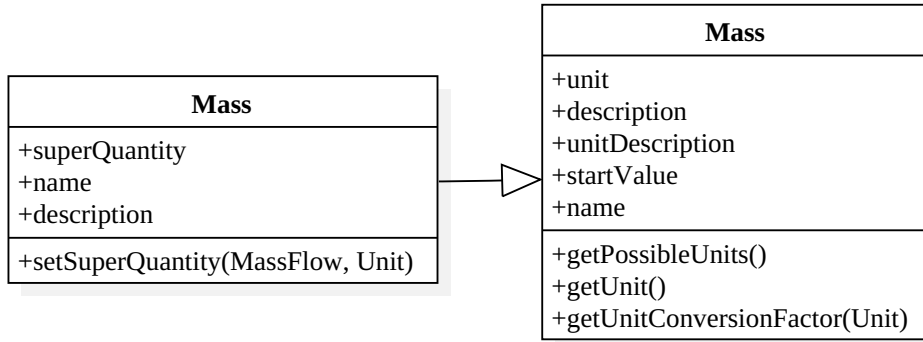 Mass
+superQuantity
+name
+description
+setSuperQuantity(MassFlow, Unit)
Mass
+unit
+description
+unitDescription
+startValue
+name
+getPossibleUnits()
+getUnit()
+getUnitConversionFactor(Unit)